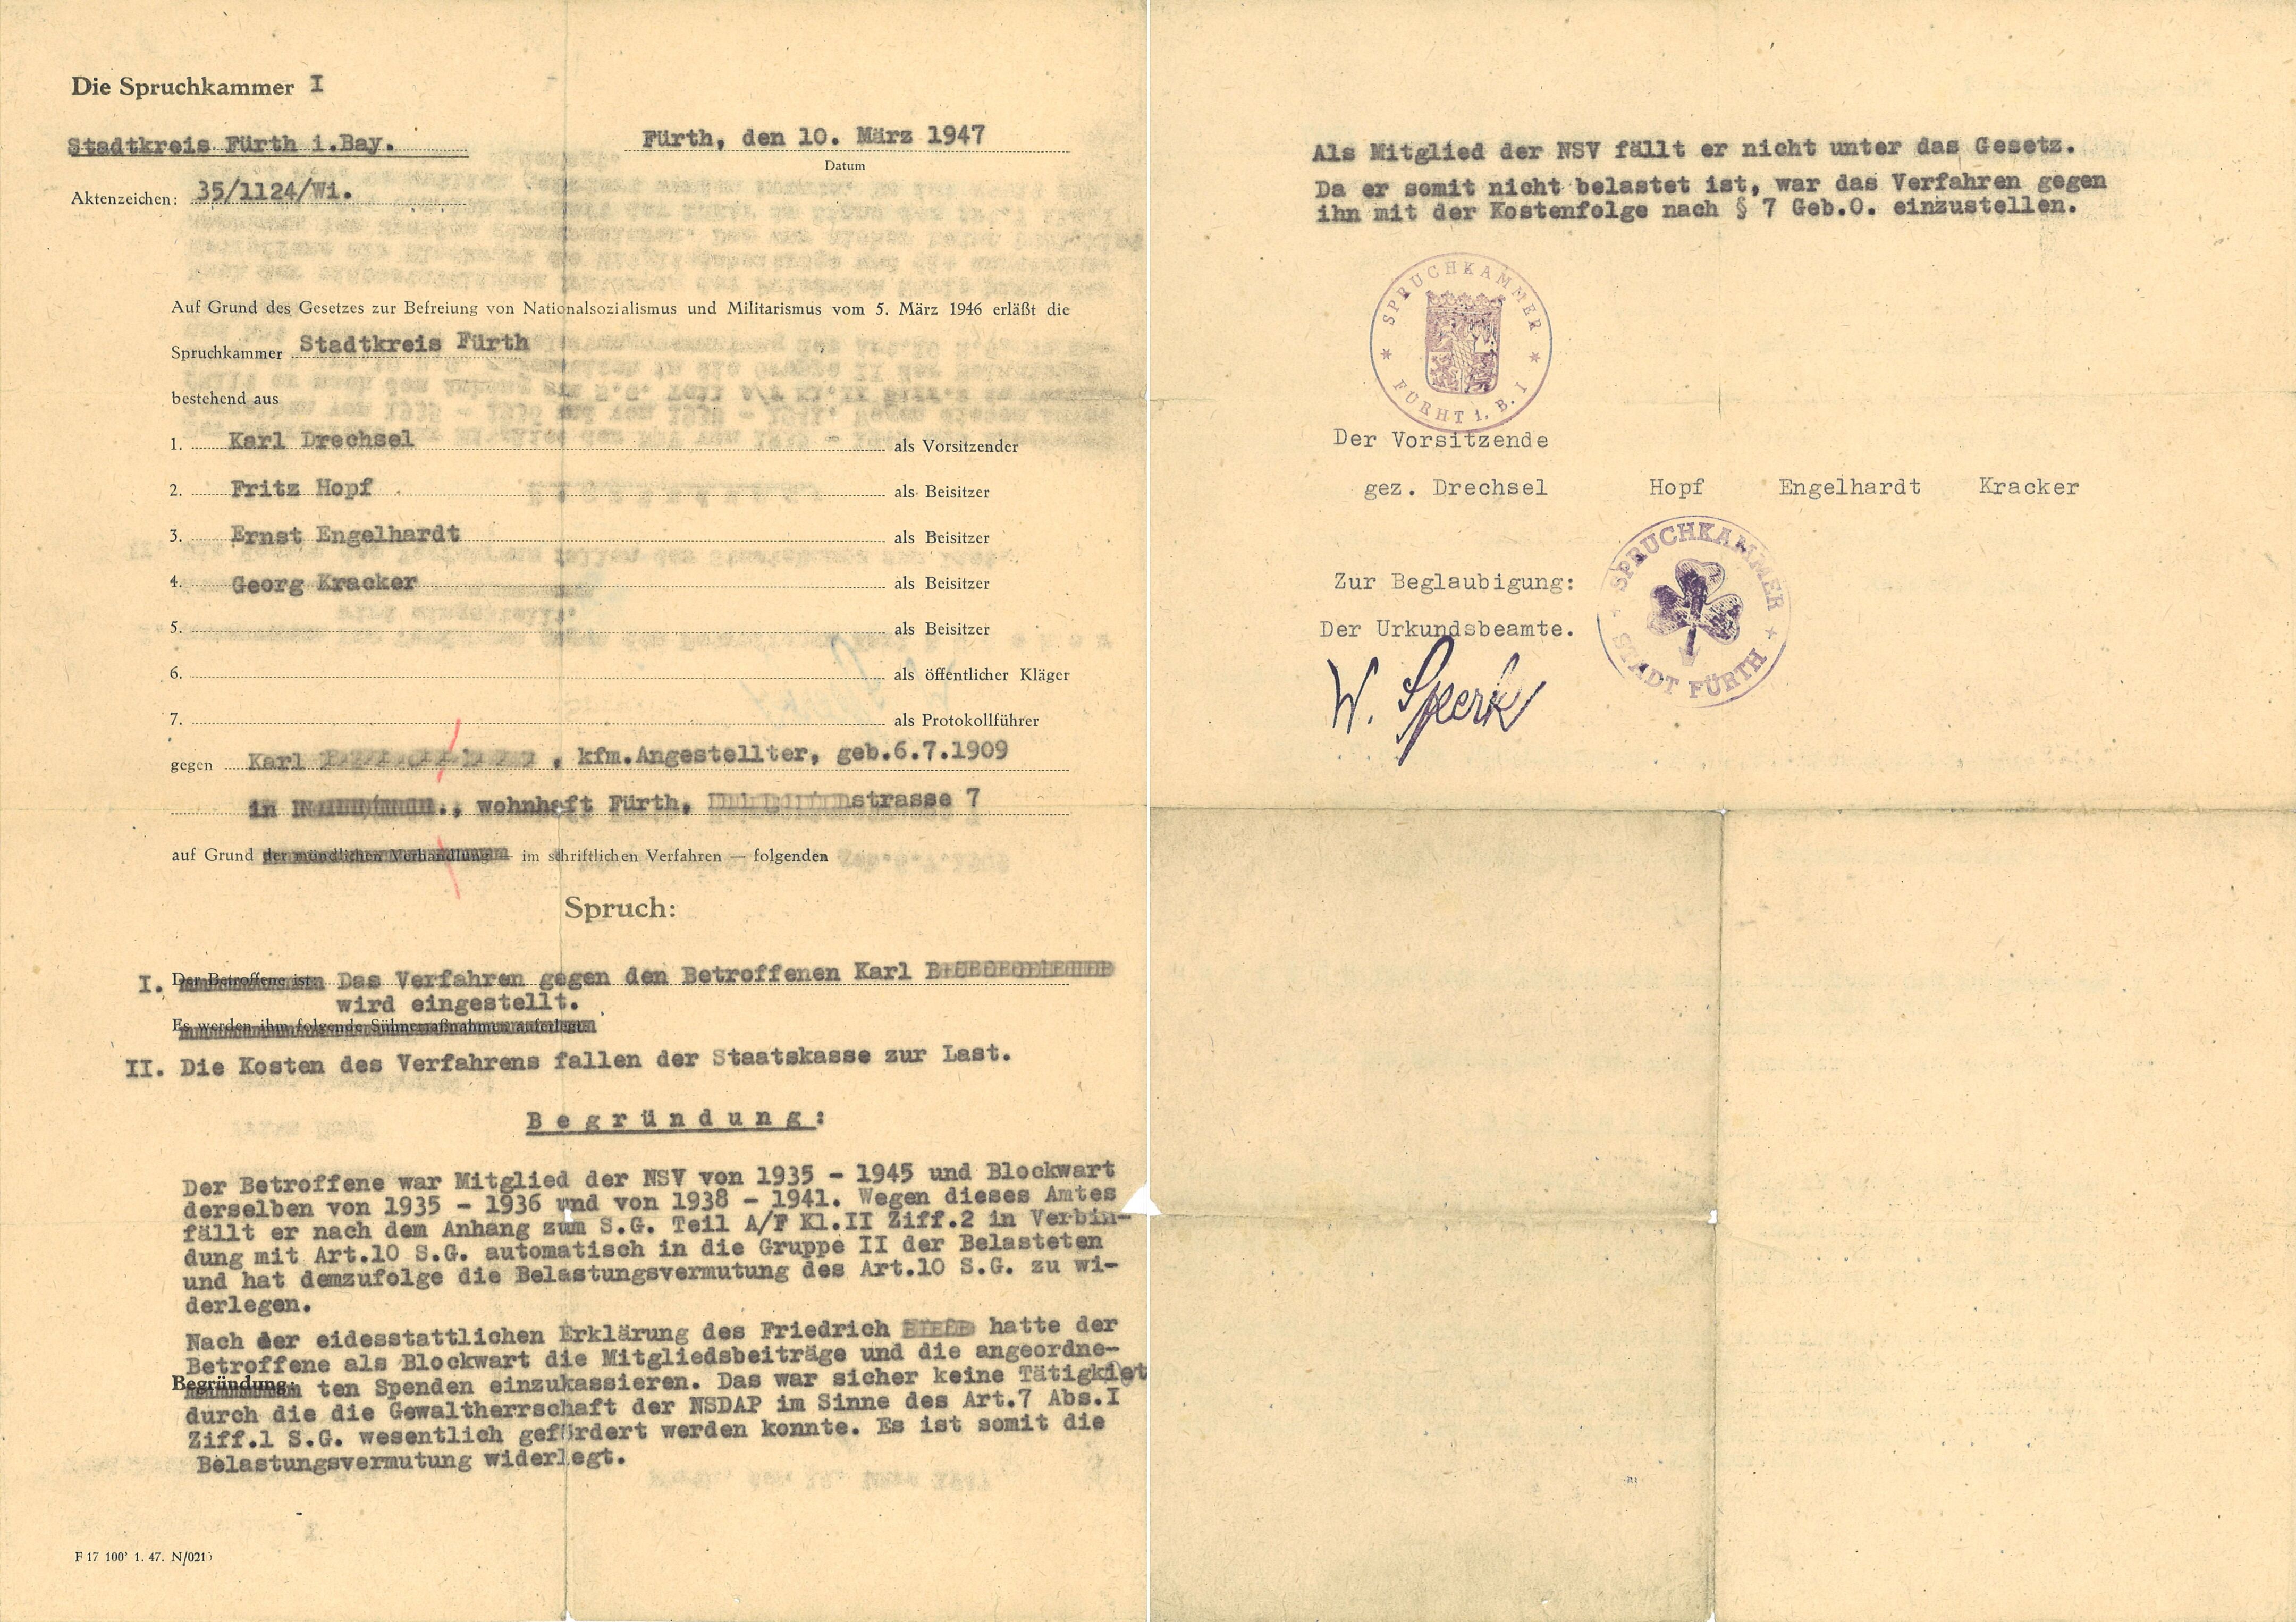 Die Spruchkammer I
Stadtkreis Fürth i.Bay.
Fürth, den 10. März 1947
Datum
Aktenzeichen: 35/1124/Wi.
Auf Grund des Gesetzes zur Befreiung von Nationalsozialismus und Militarismus vom 5. März 1946 erläßt die
Spruchkammer Stadtkreis Fürth
bestehend aus
1. Karl Drechsel als Vorsitzender
2. Fritz Hopf als Beisitzer
3. Ernst Engelhardt als Beisitzer
4. Georg Kracker als Beisitzer
5. als Beisitzer
6. als öffentlicher Kläger
7. als Protokollführer
gegen Karl , kfm.Angestellter, geb.6.7.1909
in ., wohnhaft Fürth, strasse 7
auf Grund der mündlichen Verhandlung — im schriftlichen Verfahren — folgenden
Spruch:
I. Der Betroffene ist Das Verfahren gegen den Betroffenen Karl
wird eingestellt.
Es werden ihm folgende Sühnemaßnahmen auferlegt
II. Die Kosten des Verfahrens fallen der Staatskasse zur Last.
Begründung:
Der Betroffene war Mitglied der NSV von 1935 - 1945 und Blockwart
derselben von 1935 - 1936 und von 1938 - 1941. Wegen dieses Amtes
fällt er nach dem Anhang zum S.G. Teil A/F Kl.II Ziff.2 in Verbin-
dung mit Art.10 S.G. automatisch in die Gruppe II der Belasteten
und hat demzufolge die Belastungsvermutung des Art.10 S.G. zu wi-
derlegen.
Nach der eidesstattlichen Erklärung des Friedrich hatte der
Betroffene als Blockwart die Mitgliedsbeiträge und die angeordne-
Begründung: ten Spenden einzukassieren. Das war sicher keine Tätigkiet
durch die die Gewaltherrschaft der NSDAP im Sinne des Art.7 Abs.I
Ziff.1 S.G. wesentlich gefördert werden konnte. Es ist somit die
Belastungsvermutung widerlegt.
F 17 100' 1. 47. N/021
Als Mitglied der NSV fällt er nicht unter das Gesetz.
Da er somit nicht belastet ist, war das Verfahren gegen
ihn mit der Kostenfolge nach § 7 Geb.O. einzustellen.
* SPRUCHKAMMER *
FÜRHT i. B. I
Der Vorsitzende
gez. Drechsel Hopf Engelhardt Kracker
Zur Beglaubigung:
Der Urkundsbeamte.
* SPRUCHKAMMER *
STADT FÜRTH
W. Sperk